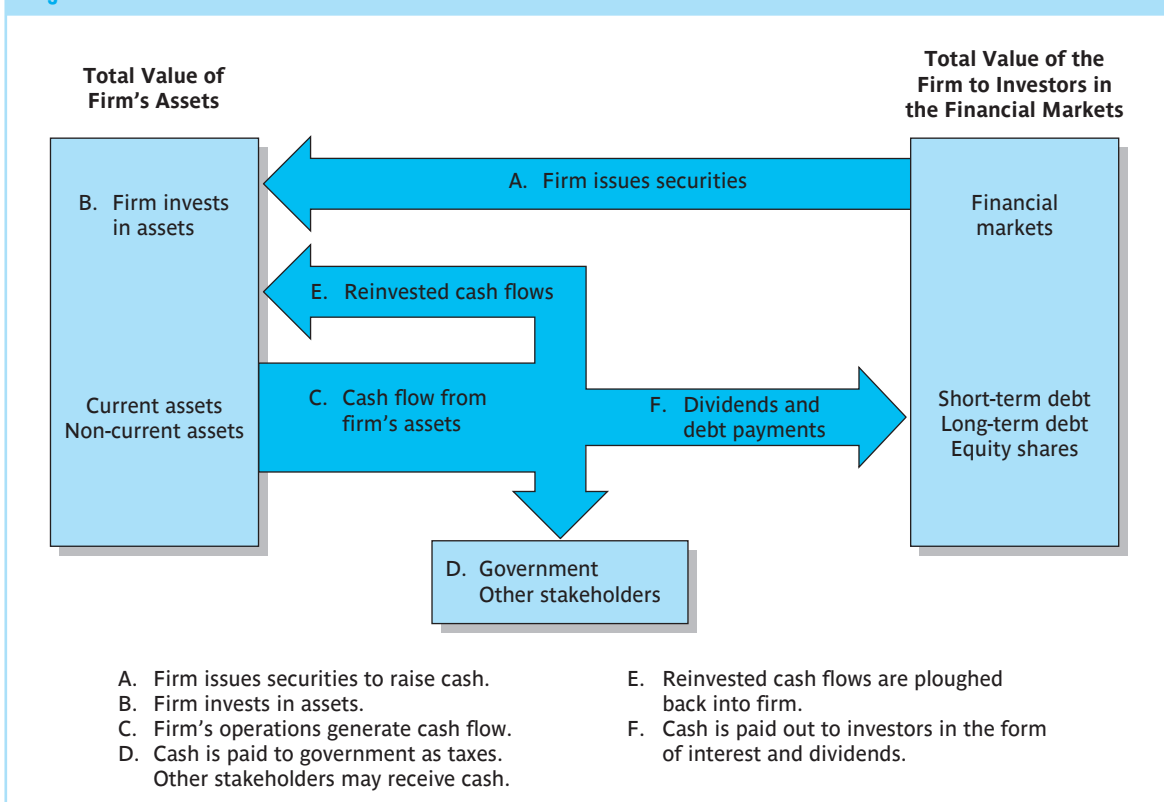 Total Value of
Firm's Assets
Total Value of the
Firm to Investors in
the Financial Markets
A. Firm issues securities
B. Firm invests
in assets
Financial
markets
E. Reinvested cash flows
Current assets
Non-current assets
C. Cash flow from
firm's assets
F. Dividends and
debt payments
Short-term debt
Long-term debt
Equity shares
D. Government
Other stakeholders
A. Firm issues securities to raise cash.
B. Firm invests in assets.
C. Firm's operations generate cash flow.
D. Cash is paid to government as taxes.
Other stakeholders may receive cash.
E. Reinvested cash flows are ploughed
back into firm.
F. Cash is paid out to investors in the form
of interest and dividends.